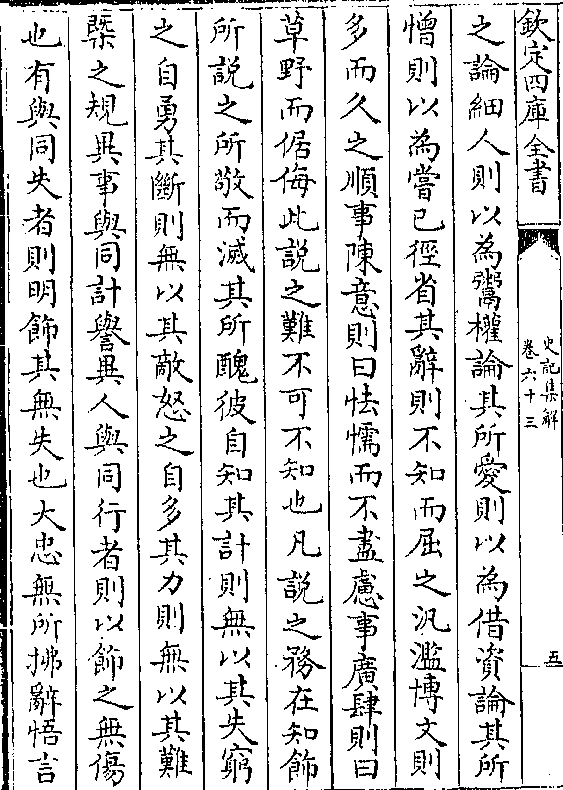 欽定四庫全書
史記集解
卷六十三
五
之論細人則以為鬻權論其所愛則以為借資論其所
憎則以為嘗己徑省其辭則不知而屈之汎濫博文則
多而久之順事陳意則曰怯懦而不盡慮事廣肆則曰
草野而倨侮此說之難不可不知也凡說之務在知飾
所說之所敬而滅其所醜彼自知其計則無以其失窮
之自勇其斷則無以其敵怒之自多其力則無以其難
槩之規異事與同計譽異人與同行者則以飾之無傷
也有與同失者則明飾其無失也大忠無所拂辭悟言